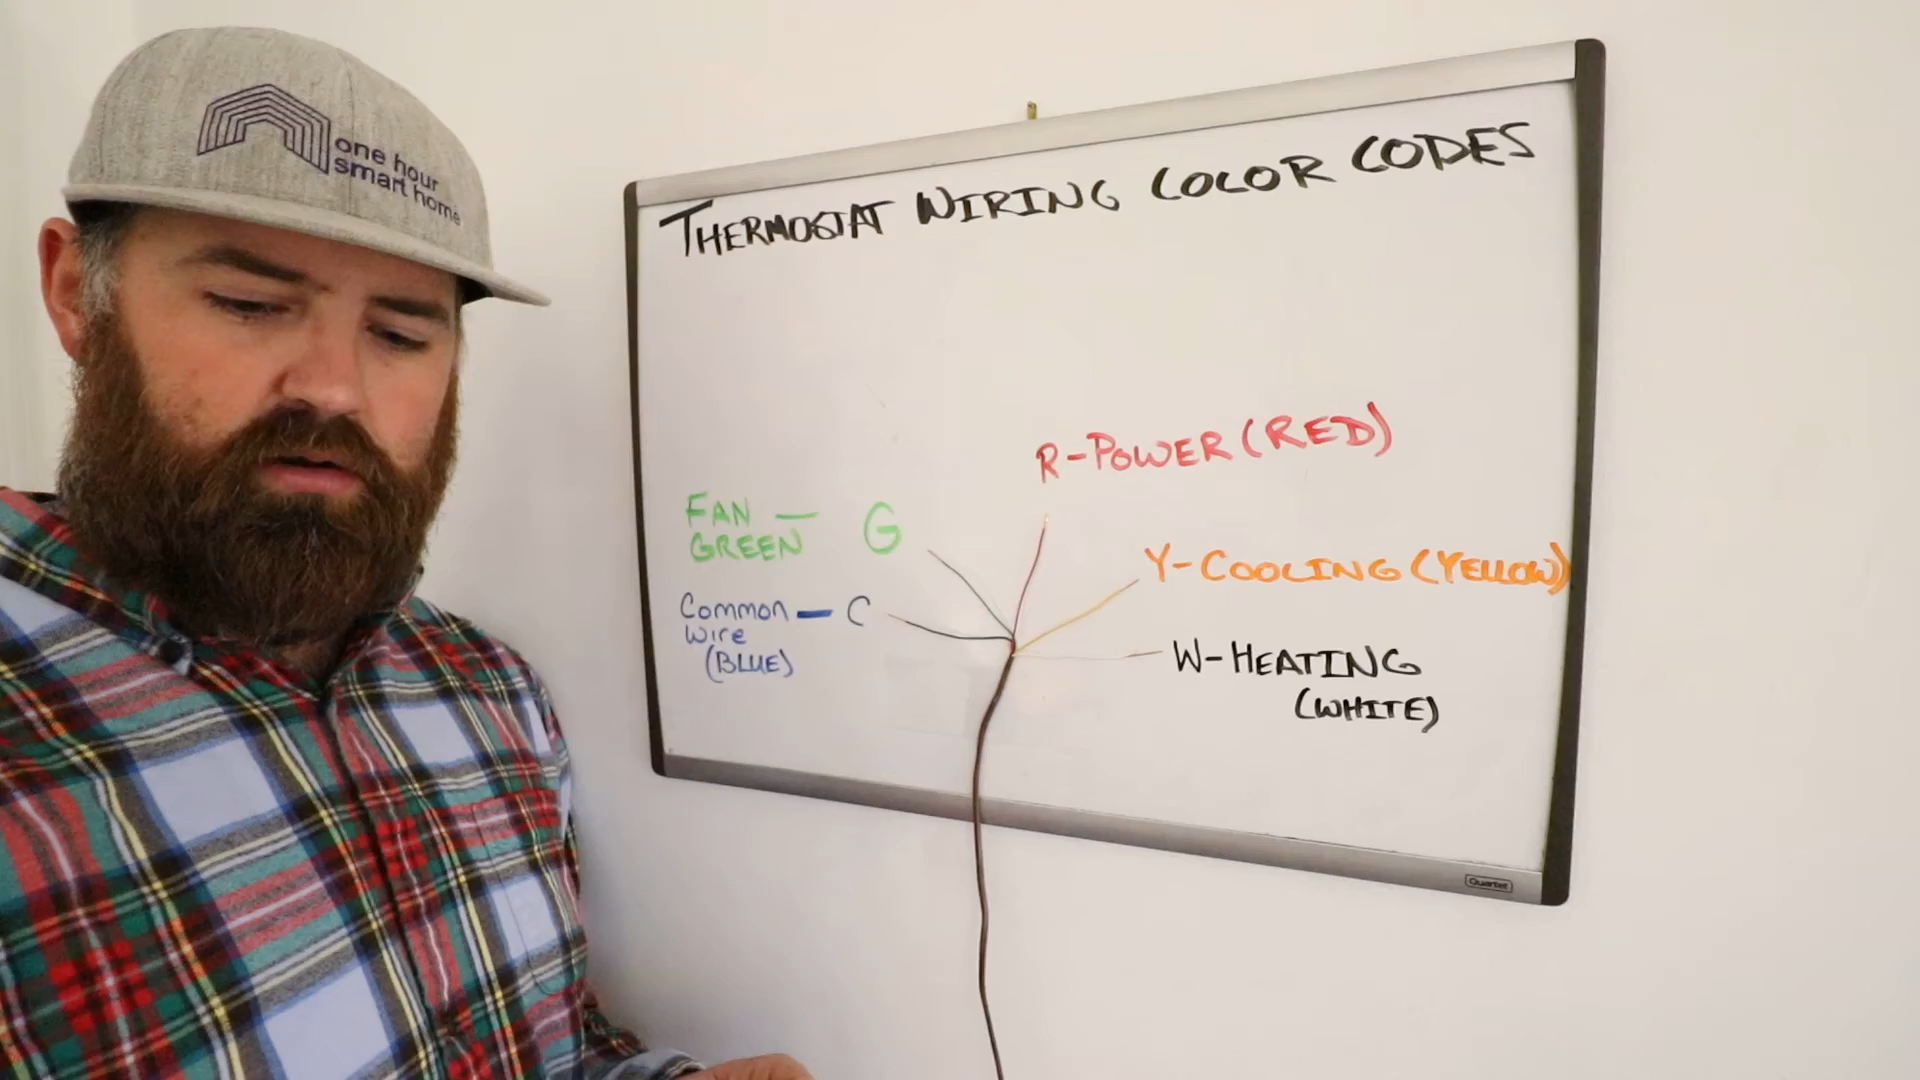 one hour
smart home
THERMOSTAT WIRING COLOR CODES
R-POWER (RED)
FAN — G
GREEN
Y-COOLING (YELLOW)
Common — C
wire
(BLUE)
W-HEATING
(WHITE)
Quartet